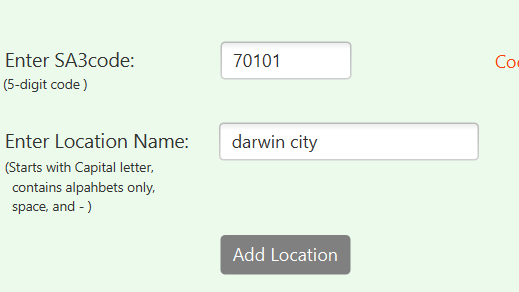 Enter SA3code:
70101
(5-digit code )
Enter Location Name:
darwin city
(Starts with Capital letter,
contains alpahbets only,
space, and - )
Add Location